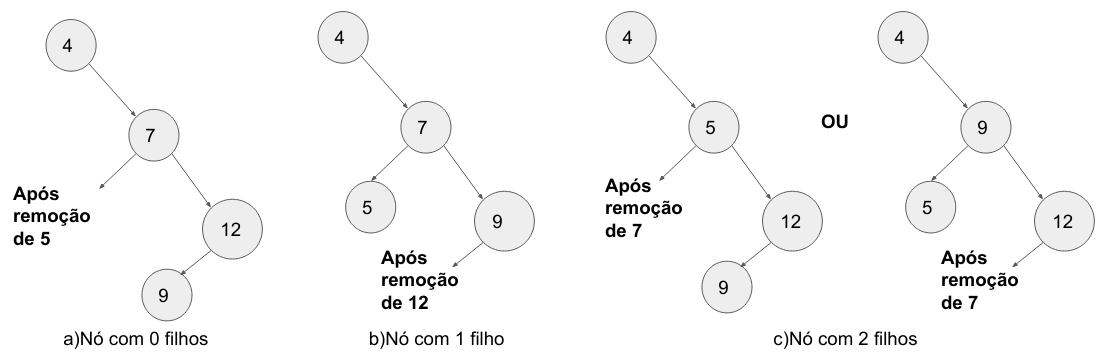 4
7
Após
remoção
de 5
12
9
a)Nó com 0 filhos
4
7
5
9
Após
remoção
de 12
b)Nó com 1 filho
4
5
Após
remoção
de 7
12
9
OU
4
9
5
12
Após
remoção
de 7
c)Nó com 2 filhos